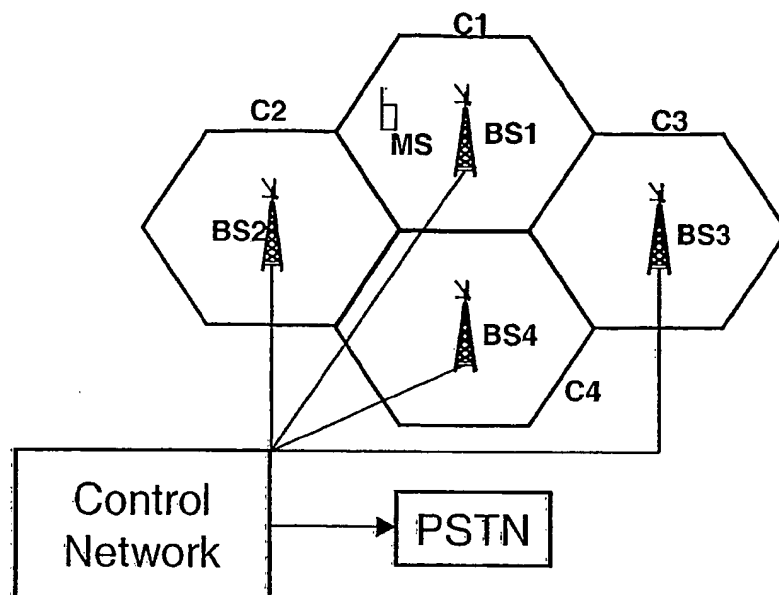 C1
C2
C3
MS
BS1
BS2
BS3
BS4
C4
Control
Network
PSTN